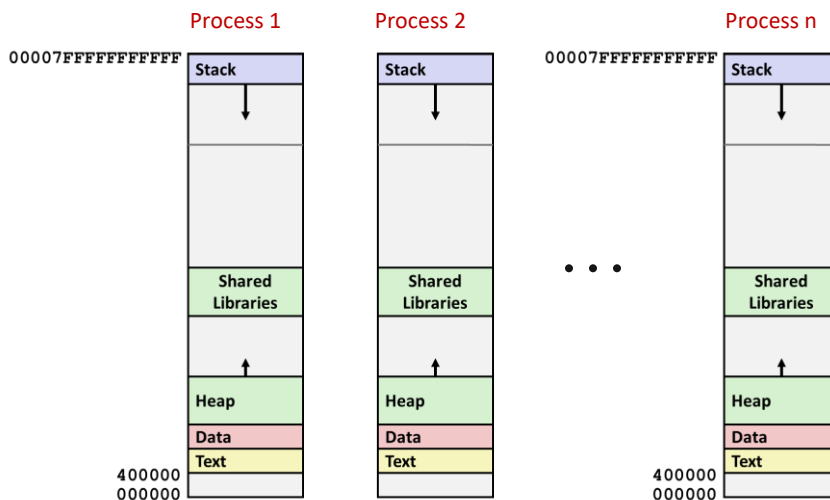 Process 1
Process 2
Process n
00007FFFFFFFFFFF
Stack
Shared
Libraries
Heap
Data
Text
400000
000000
Stack
Shared
Libraries
Heap
Data
Text
• • •
00007FFFFFFFFFFF
Stack
Shared
Libraries
Heap
Data
Text
400000
000000